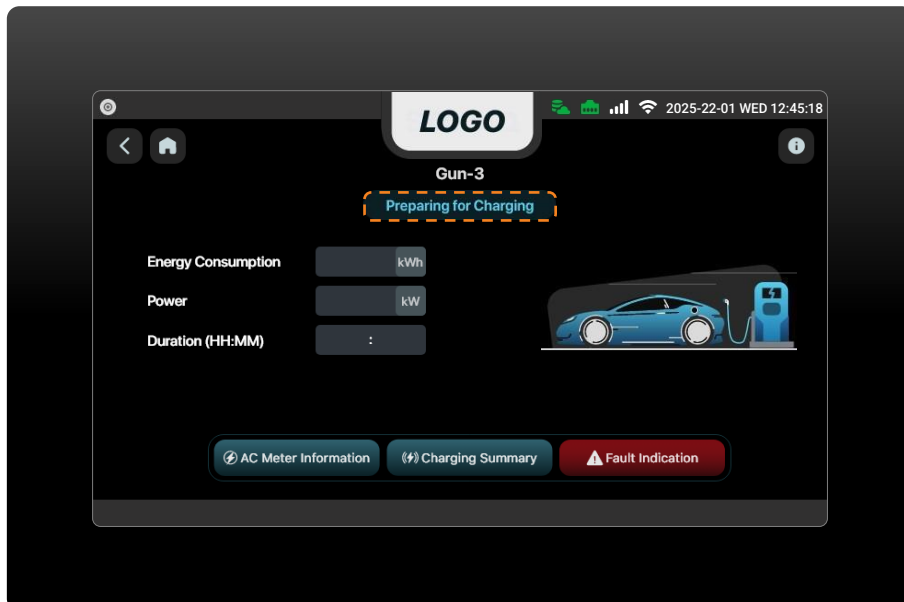 LOGO
2025-22-01 WED 12:45:18
Gun-3
Preparing for Charging
Energy Consumption kWh
Power kW
Duration (HH:MM) :
AC Meter Information Charging Summary Fault Indication